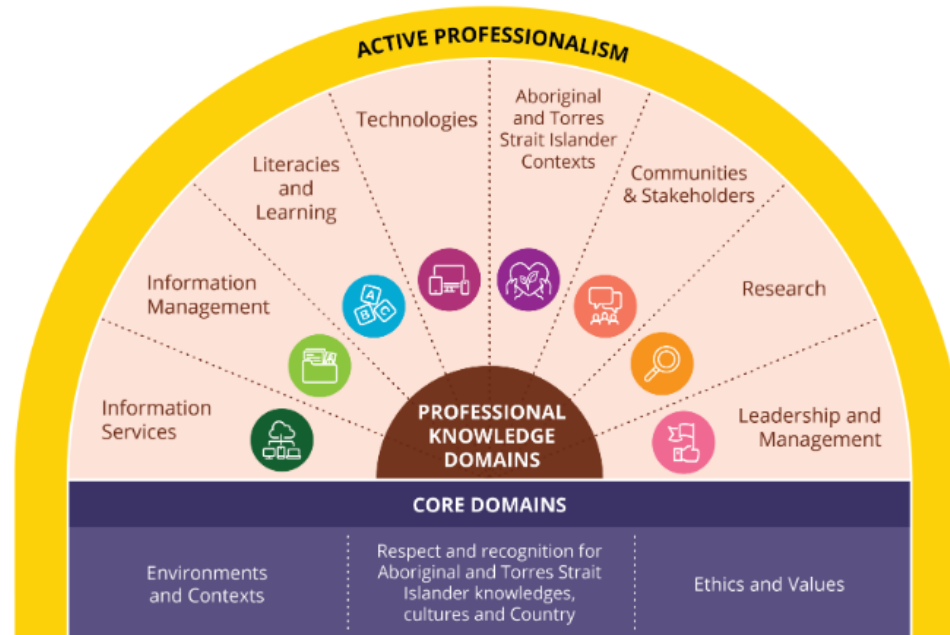 ACTIVE PROFESSIONALISM
Information
Services
Information
Management
Literacies
and
Learning
Technologies
Aboriginal
and Torres
Strait Islander
Contexts
Communities
& Stakeholders
Research
Leadership and
Management
A
B
C
PROFESSIONAL
KNOWLEDGE
DOMAINS
CORE DOMAINS
Environments
and Contexts
Respect and recognition for
Aboriginal and Torres Strait
Islander knowledges,
cultures and Country
Ethics and Values